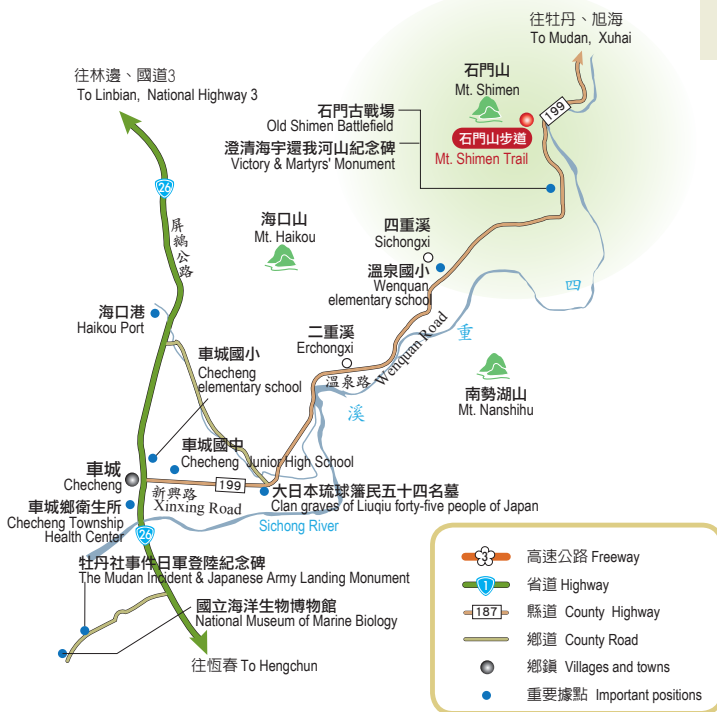 往牡丹、旭海
To Mudan, Xuhai
往林邊、國道3
To Linbian, National Highway 3
石門山
Mt. Shimen
199
石門古戰場
Old Shimen Battlefield
石門山步道
Mt. Shimen Trail
澄清海宇還我河山紀念碑
Victory & Martyrs' Monument
26
屏鵝公路
海口山
Mt. Haikou
四重溪
Sichongxi
溫泉國小
Wenquan
elementary school
四
重
溪
海口港
Haikou Port
二重溪
Erchongxi
溫泉路 Wenquan Road
車城國小
Checheng
elementary school
南勢湖山
Mt. Nanshihu
車城國中
Checheng Junior High School
車城
Checheng
199
新興路
Xinxing Road
大日本琉球藩民五十四名墓
Clan graves of Liuqiu forty-five people of Japan
車城鄉衛生所
Checheng Township
Health Center
Sichong River
26
牡丹社事件日軍登陸紀念碑
The Mudan Incident & Japanese Army Landing Monument
國立海洋生物博物館
National Museum of Marine Biology
往恆春 To Hengchun
3 高速公路 Freeway
1 省道 Highway
187 縣道 County Highway
鄉道 County Road
鄉鎮 Villages and towns
重要據點 Important positions